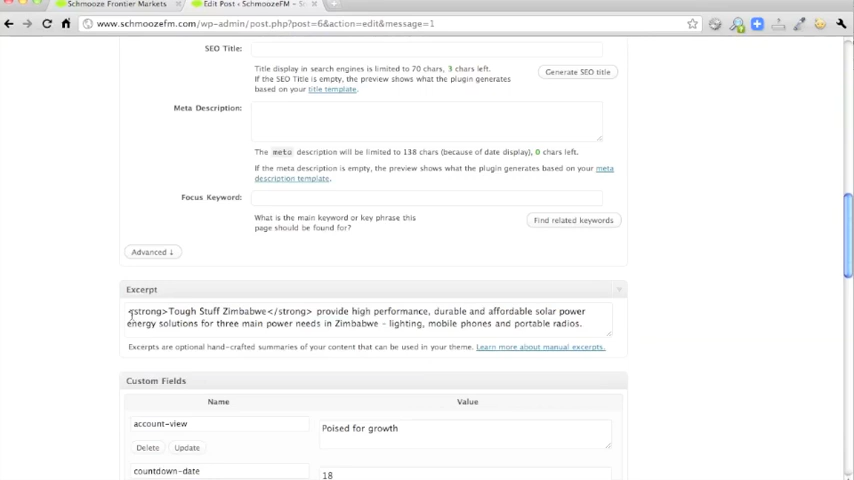 Schmooze Frontier Markets
Edit Post ‹ SchmoozeFM –
www.schmoozefm.com/wp-admin/post.php?post=6&action=edit&message=1
SEO Title:
Title display in search engines is limited to 70 chars, 3 chars left.
If the SEO Title is empty, the preview shows what the plugin generates
based on your title template.
Generate SEO title
Meta Description:
The meta description will be limited to 138 chars (because of date display), 0 chars left.
If the meta description is empty, the preview shows what the plugin generates based on your meta
description template.
Focus Keyword:
What is the main keyword or key phrase this
page should be found for?
Find related keywords
Advanced ↓
Excerpt
<strong>Tough Stuff Zimbabwe</strong> provide high performance, durable and affordable solar power
energy solutions for three main power needs in Zimbabwe - lighting, mobile phones and portable radios.
Excerpts are optional hand-crafted summaries of your content that can be used in your theme. Learn more about manual excerpts.
Custom Fields
Name
Value
account-view
Poised for growth
Delete
Update
countdown-date
18